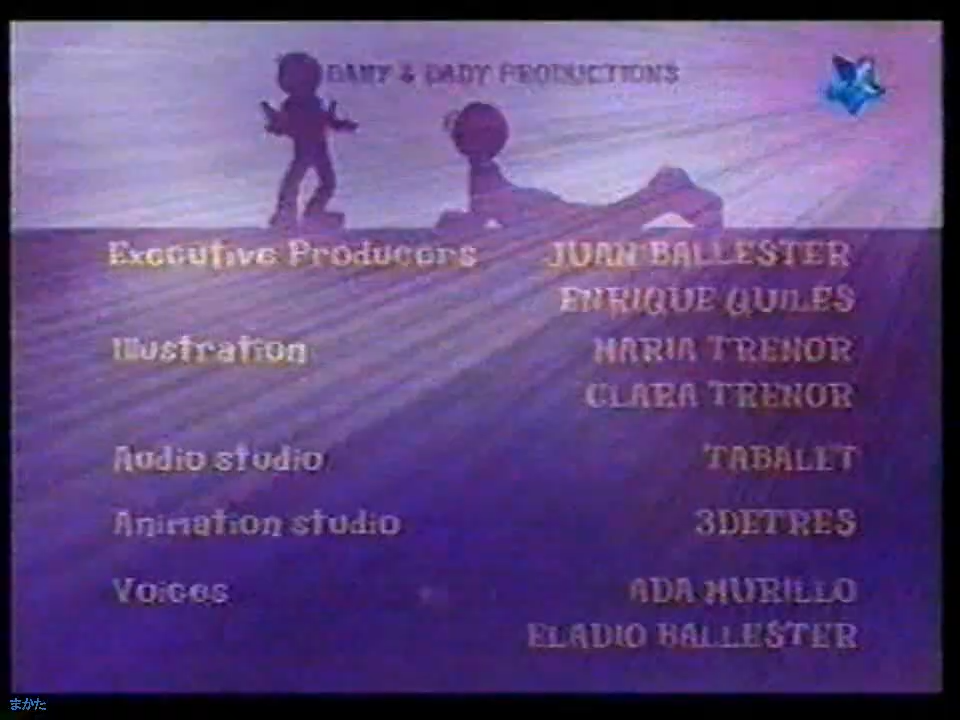 DANY & DADY PRODUCTIONS
Executive Producers JUAN BALLESTER
ENRIQUE QUILES
Illustration MARIA TRENOR
CLARA TRENOR
Audio studio TABALET
Animation studio 3DETRES
Voices ADA MURILLO
ELADIO BALLESTER
まかた